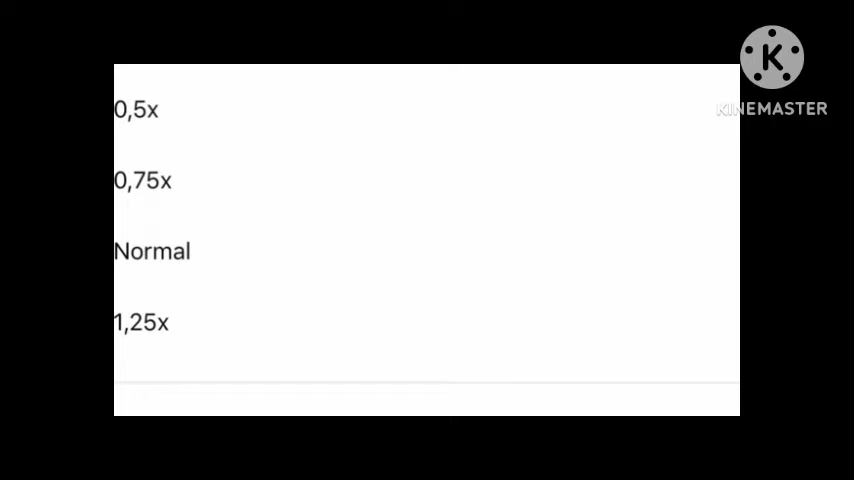 0,5x
K
KINEMASTER
0,75x
Normal
1,25x